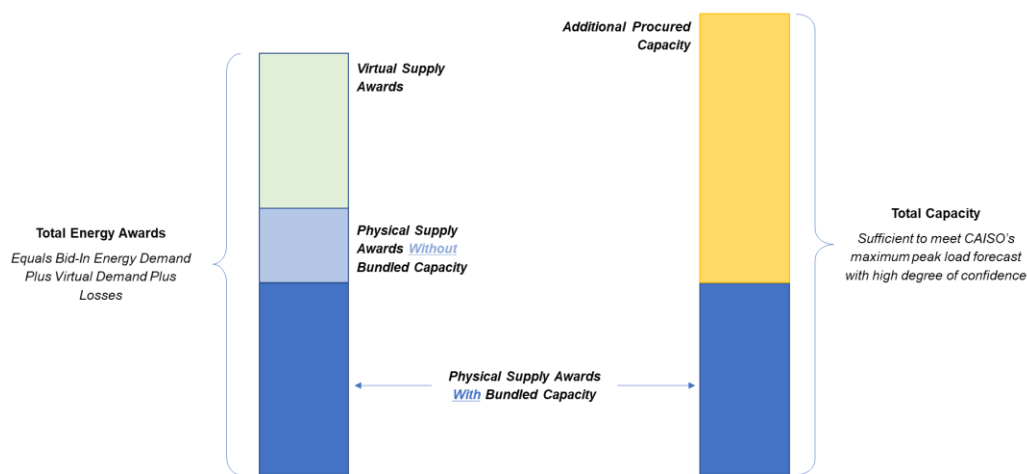 Virtual Supply
Awards
Additional Procured
Capacity
Total Energy Awards
Equals Bid-In Energy Demand
Plus Virtual Demand Plus
Losses
Physical Supply
Awards Without
Bundled Capacity
Total Capacity
Sufficient to meet CAISO’s
maximum peak load forecast
with high degree of confidence
Physical Supply Awards
With Bundled Capacity